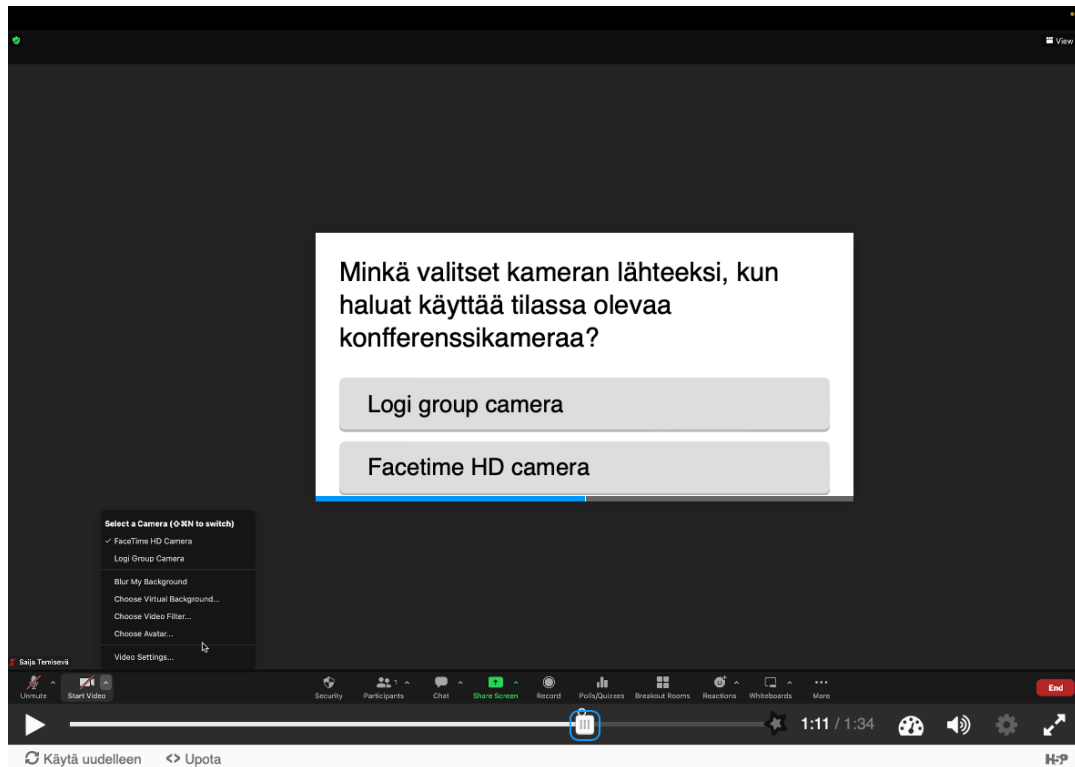 View
Minkä valitset kameran lähteeksi, kun
haluat käyttää tilassa olevaa
konfferenssikameraa?
Logi group camera
Facetime HD camera
Select a Camera (⇧⌘N to switch)
✓ FaceTime HD Camera
Logi Group Camera
Blur My Background
Choose Virtual Background...
Choose Video Filter...
Choose Avatar...
Video Settings...
Saija Temisevä
Unmute Start Video Security Participants 1 Chat Share Screen Record Polls/Quizzes Breakout Rooms Reactions Whiteboards More End
1:11 / 1:34
Käytä uudelleen <> Upota H5P